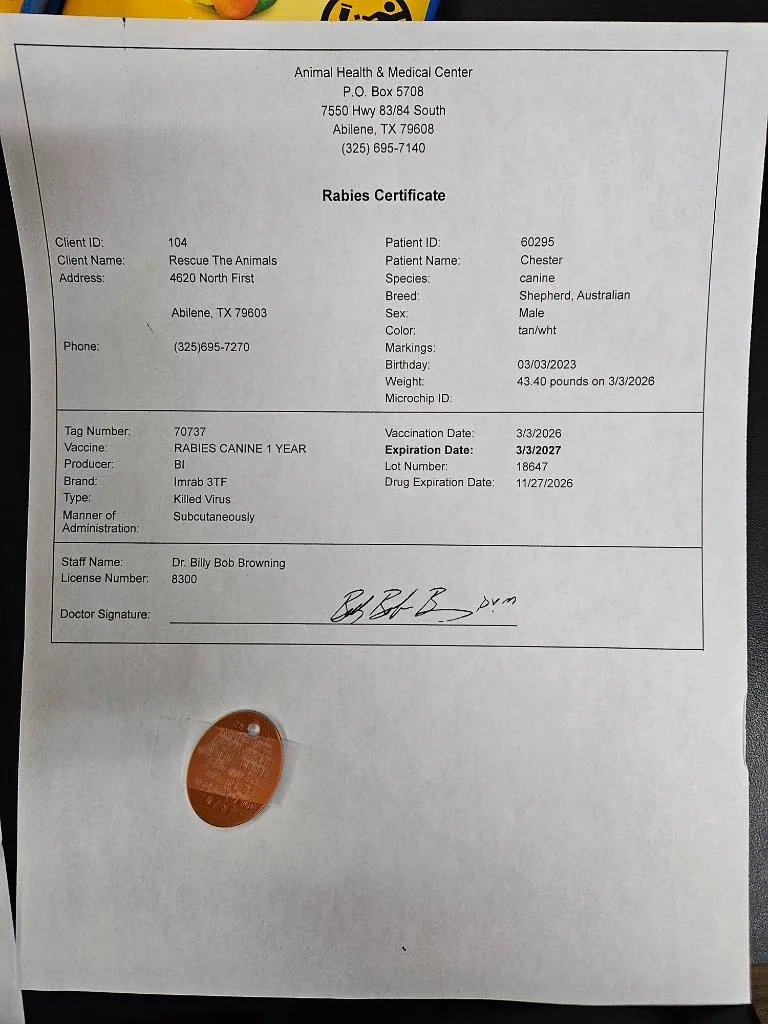 Animal Health & Medical Center
P.O. Box 5708
7550 Hwy 83/84 South
Abilene, TX 79608
(325) 695-7140
Rabies Certificate
Client ID: 104
Client Name: Rescue The Animals
Address: 4620 North First
Abilene, TX 79603
Phone: (325)695-7270
Patient ID: 60295
Patient Name: Chester
Species: canine
Breed: Shepherd, Australian
Sex: Male
Color: tan/wht
Markings:
Birthday: 03/03/2023
Weight: 43.40 pounds on 3/3/2026
Microchip ID:
Tag Number: 70737
Vaccine: RABIES CANINE 1 YEAR
Producer: BI
Brand: Imrab 3TF
Type: Killed Virus
Manner of
Administration: Subcutaneously
Vaccination Date: 3/3/2026
Expiration Date: 3/3/2027
Lot Number: 18647
Drug Expiration Date: 11/27/2026
Staff Name: Dr. Billy Bob Browning
License Number: 8300
Doctor Signature: Billy Bob B DVM